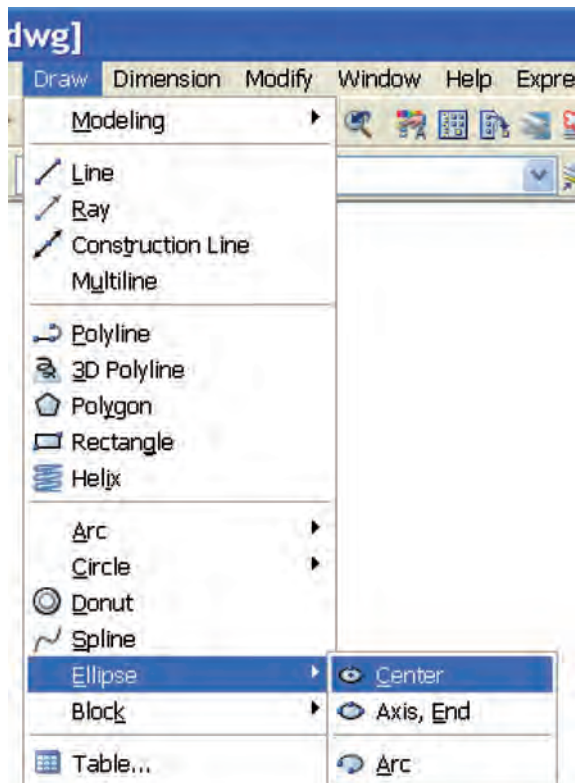 dwg]
Draw Dimension Modify Window Help Expre
Modeling
Line
Ray
Construction Line
Multiline
Polyline
3D Polyline
Polygon
Rectangle
Helix
Arc
Circle
Donut
Spline
Ellipse
Center
Block
Axis, End
Table...
Arc